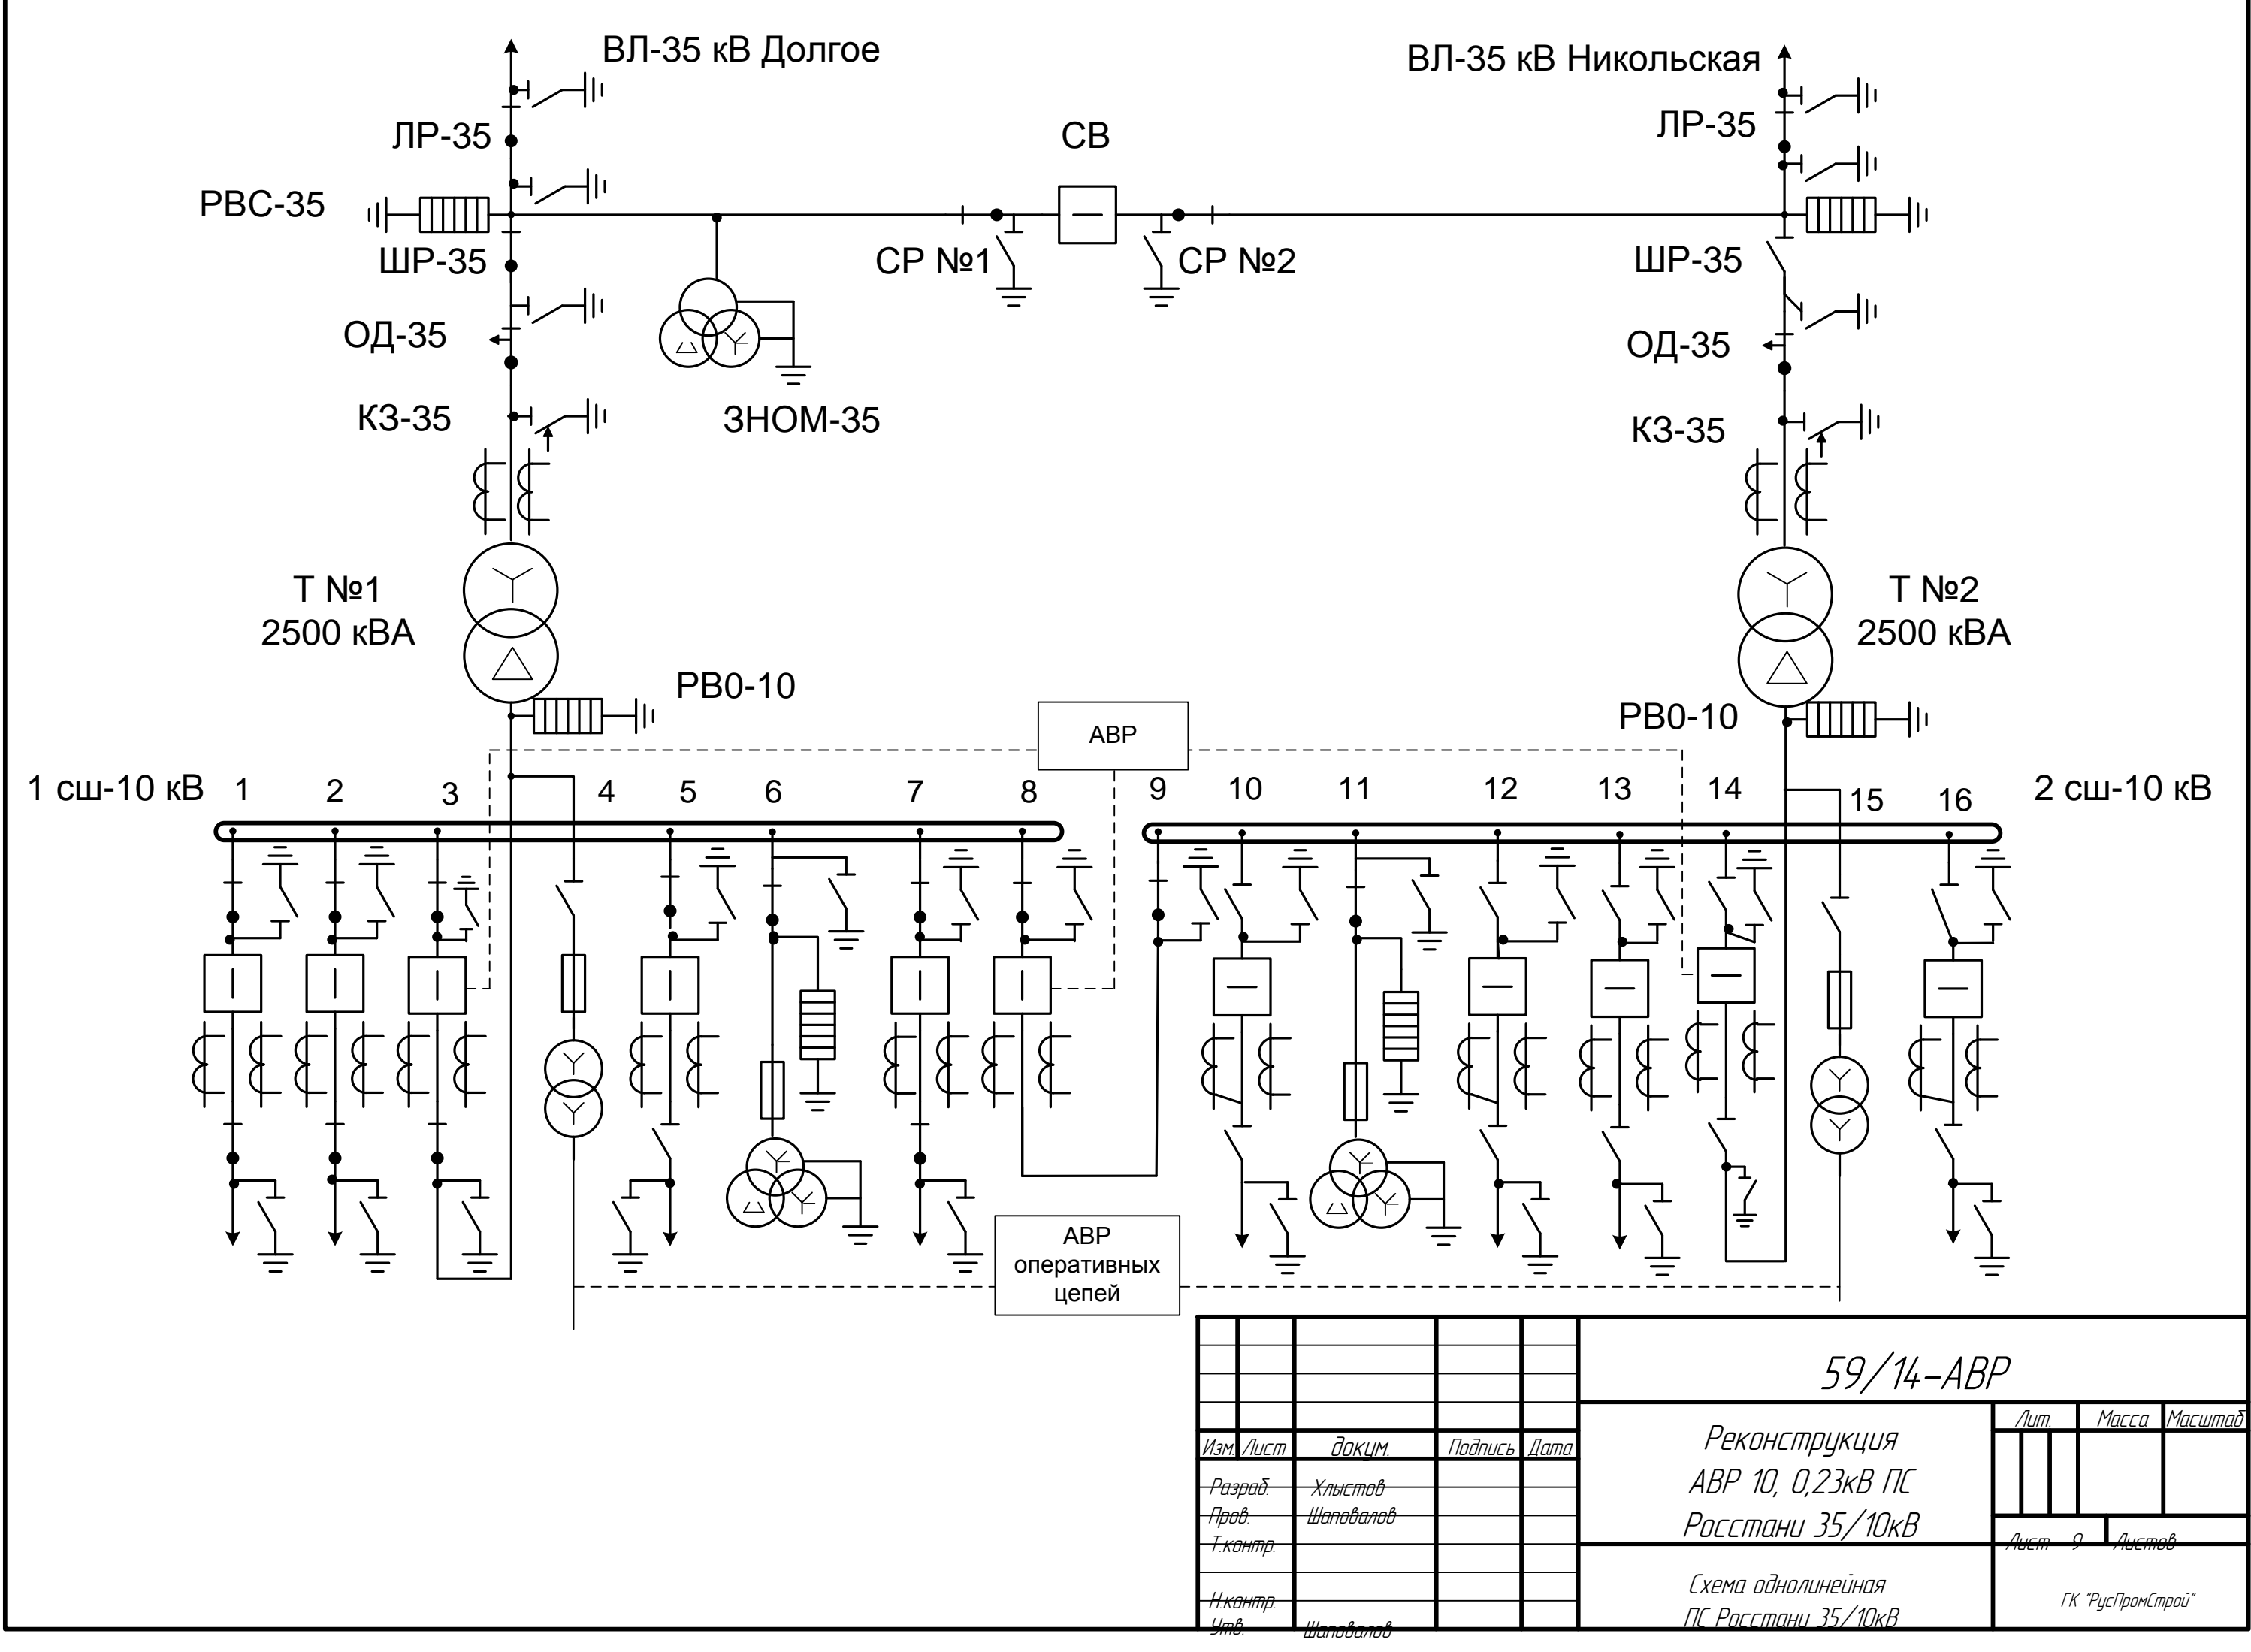 ВЛ-35 кВ Долгое
ВЛ-35 кВ Никольская
ЛР-35
СВ
ЛР-35
РВС-35
ШР-35
СР №1
СР №2
ШР-35
ОД-35
ОД-35
КЗ-35
ЗНОМ-35
КЗ-35
Т №1
2500 кВА
Т №2
2500 кВА
РВ0-10
РВ0-10
АВР
1 сш-10 кВ
1
2
3
4
5
6
7
8
9
10
11
12
13
14
15
16
2 сш-10 кВ
АВР
оперативных
цепей
59/14-АВР
Изм.
Лист
докум.
Подпись
Дата
Разраб.
Хлыстов
Пров.
Шаповалов
Т.контр.
Н.контр.
Утв.
Шаповалов
Реконструкция
АВР 10, 0,23кВ ПС
Росстани 35/10кВ
Лит.
Масса
Масштаб
Лист 9
Листов
Схема однолинейная
ПС Росстани 35/10кВ
ГК "РусПромСтрой"